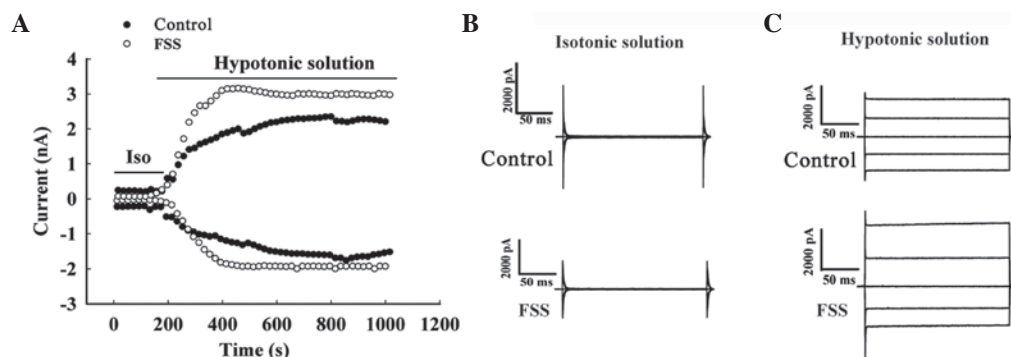 A
Control
FSS
Hypotonic solution
Iso
Current (nA)
4
3
2
1
0
-1
-2
-3
0
200
400
600
800
1000
1200
Time (s)
B
Isotonic solution
2000 pA
50 ms
Control
2000 pA
50 ms
FSS
C
Hypotonic solution
2000 pA
50 ms
Control
2000 pA
50 ms
FSS